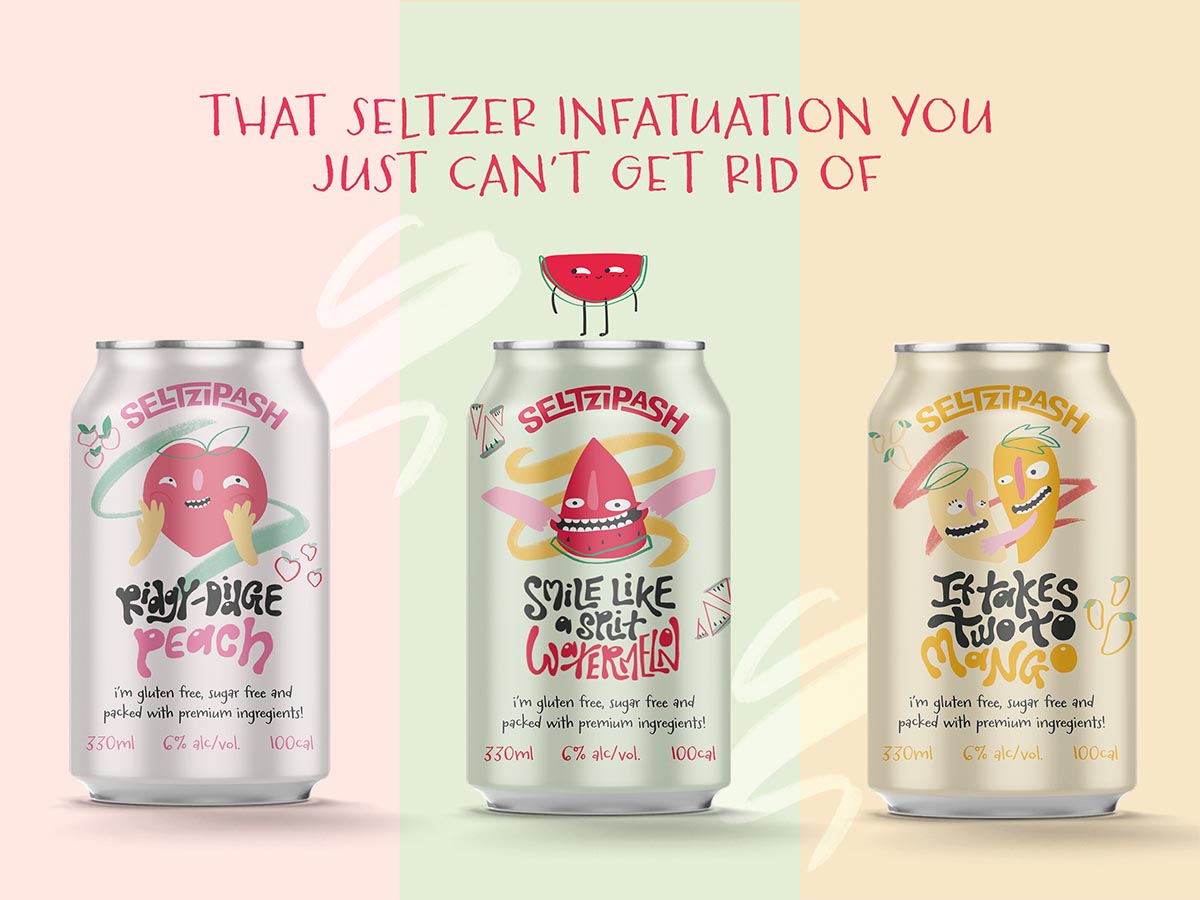 THAT SELTZER INFATUATION YOU
JUST CAN'T GET RID OF
SELTZIPASH
RIDGY-DIDGE
PEACH
i'm gluten free, sugar free and
packed with premium ingregients!
330ml 6% alc/vol. 100cal
SELTZIPASH
SMILE LIKE
a SPLIT
WATERMELON
i'm gluten free, sugar free and
packed with premium ingregients!
330ml 6% alc/vol. 100cal
SELTZIPASH
It takes
two to
MANGO
i'm gluten free, sugar free and
packed with premium ingregients!
330ml 6% alc/vol. 100cal